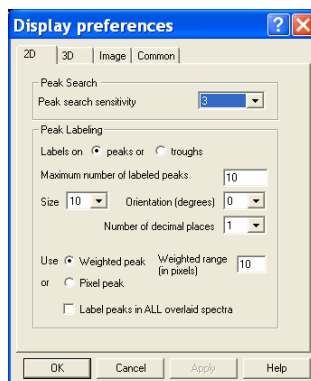 Display preferences
2D 3D Image Common
Peak Search
Peak search sensitivity 3
Peak Labeling
Labels on peaks or troughs
Maximum number of labeled peaks 10
Size 10 Orientation (degrees) 0
Number of decimal places 1
Use Weighted peak Weighted range (in pixels) 10
or Pixel peak
Label peaks in ALL overlaid spectra
OK Cancel Apply Help